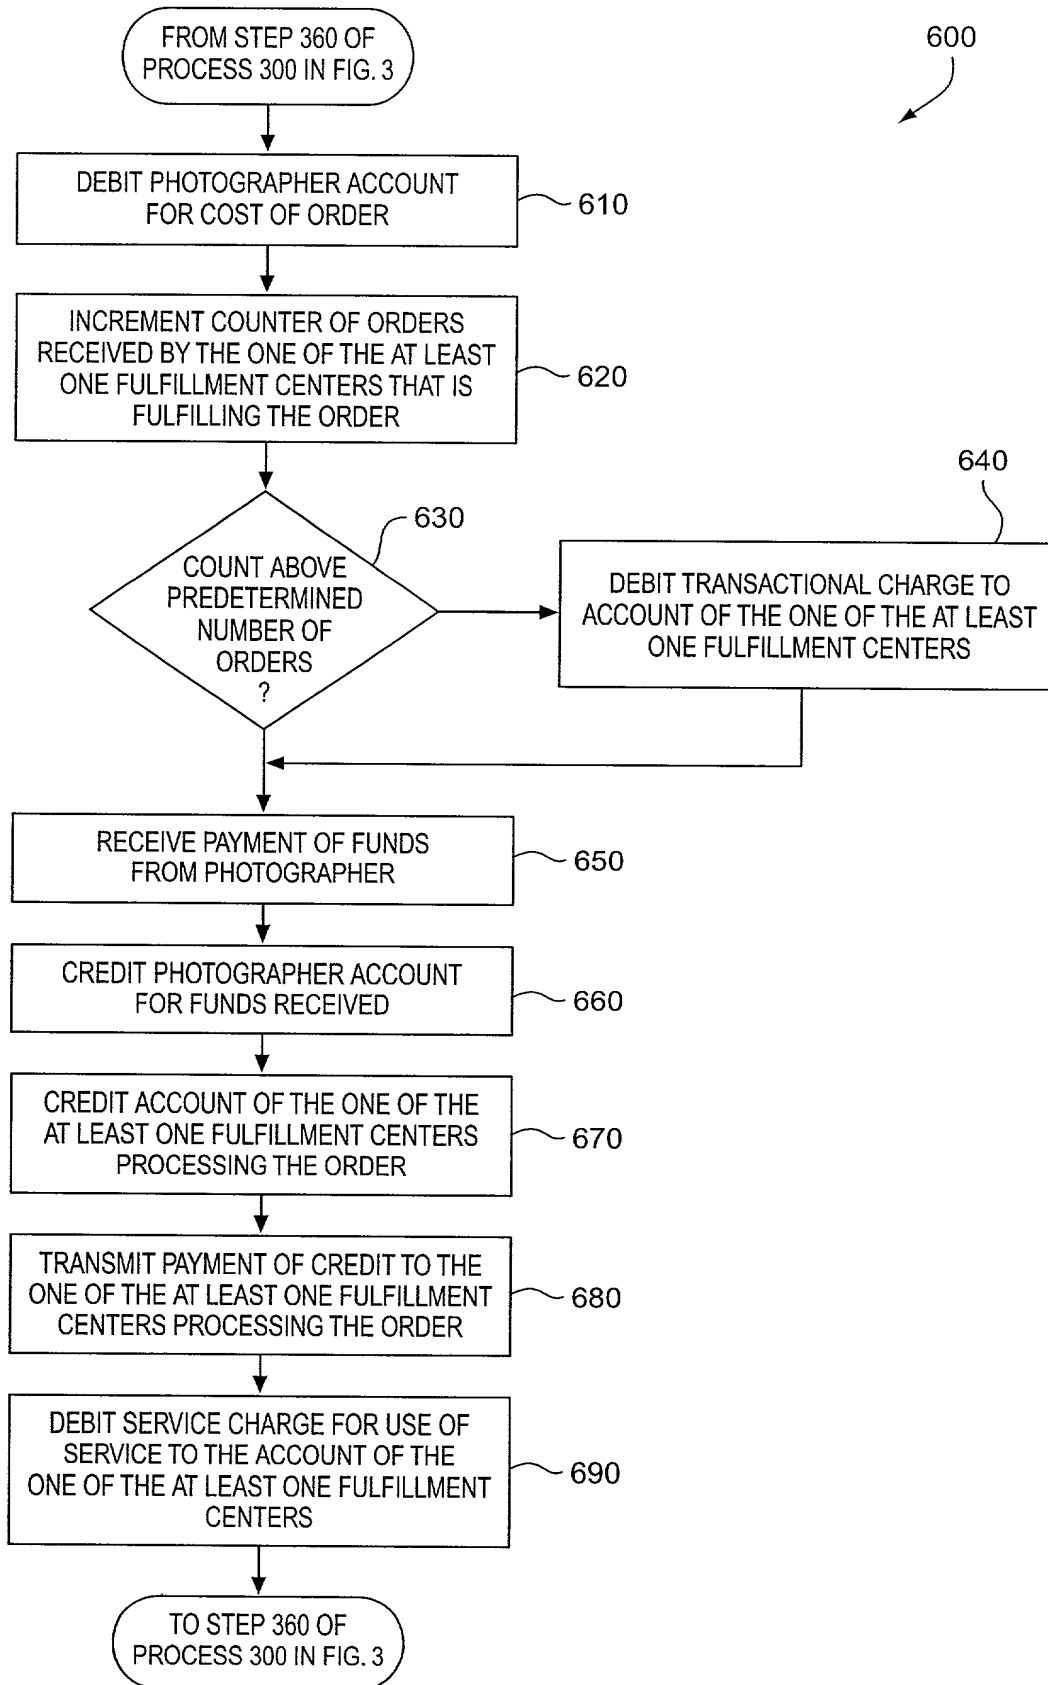 FROM STEP 360 OF
PROCESS 300 IN FIG. 3
600
DEBIT PHOTOGRAPHER ACCOUNT
FOR COST OF ORDER
610
INCREMENT COUNTER OF ORDERS
RECEIVED BY THE ONE OF THE AT LEAST
ONE FULFILLMENT CENTERS THAT IS
FULFILLING THE ORDER
620
630
COUNT ABOVE
PREDETERMINED
NUMBER OF
ORDERS
?
640
DEBIT TRANSACTIONAL CHARGE TO
ACCOUNT OF THE ONE OF THE AT LEAST
ONE FULFILLMENT CENTERS
RECEIVE PAYMENT OF FUNDS
FROM PHOTOGRAPHER
650
CREDIT PHOTOGRAPHER ACCOUNT
FOR FUNDS RECEIVED
660
CREDIT ACCOUNT OF THE ONE OF THE
AT LEAST ONE FULFILLMENT CENTERS
PROCESSING THE ORDER
670
TRANSMIT PAYMENT OF CREDIT TO THE
ONE OF THE AT LEAST ONE FULFILLMENT
CENTERS PROCESSING THE ORDER
680
DEBIT SERVICE CHARGE FOR USE OF
SERVICE TO THE ACCOUNT OF THE
ONE OF THE AT LEAST ONE FULFILLMENT
CENTERS
690
TO STEP 360 OF
PROCESS 300 IN FIG. 3